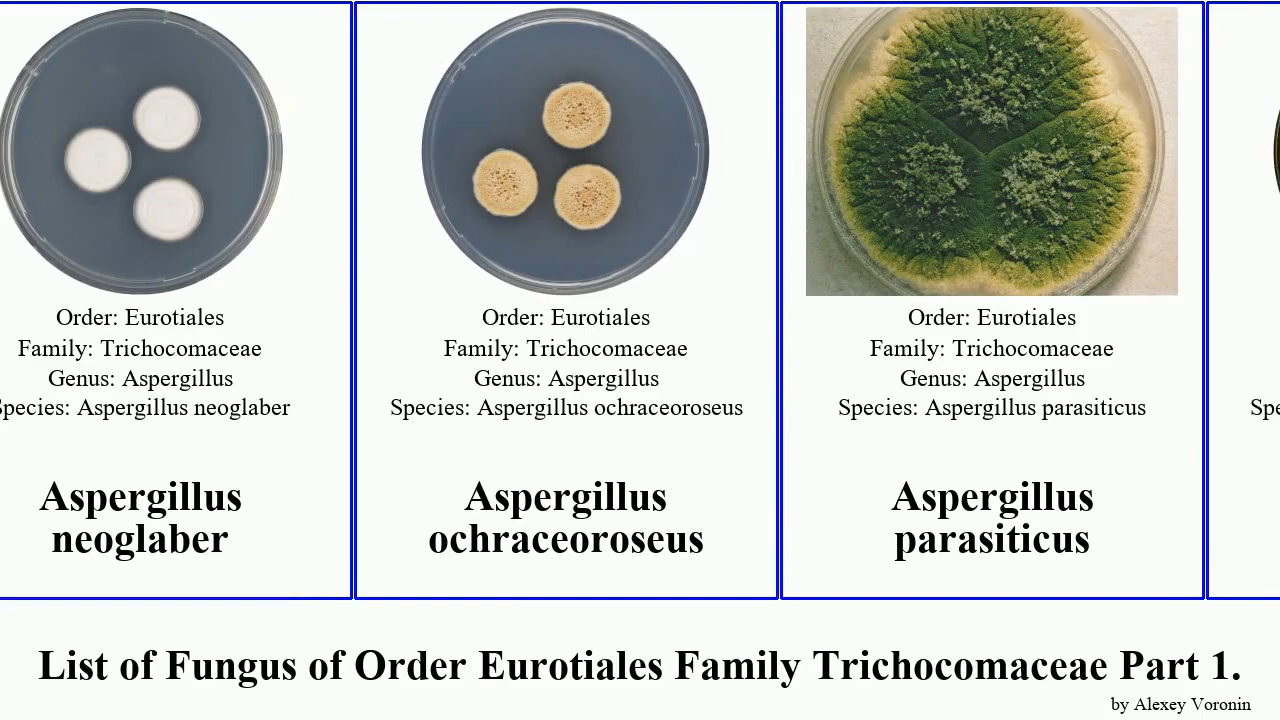 Order: Eurotiales
Family: Trichocomaceae
Genus: Aspergillus
Species: Aspergillus neoglaber
Aspergillus
neoglaber
Order: Eurotiales
Family: Trichocomaceae
Genus: Aspergillus
Species: Aspergillus ochraceoroseus
Aspergillus
ochraceoroseus
Order: Eurotiales
Family: Trichocomaceae
Genus: Aspergillus
Species: Aspergillus parasiticus
Aspergillus
parasiticus
Spe
List of Fungus of Order Eurotiales Family Trichocomaceae Part 1.
by Alexey Voronin